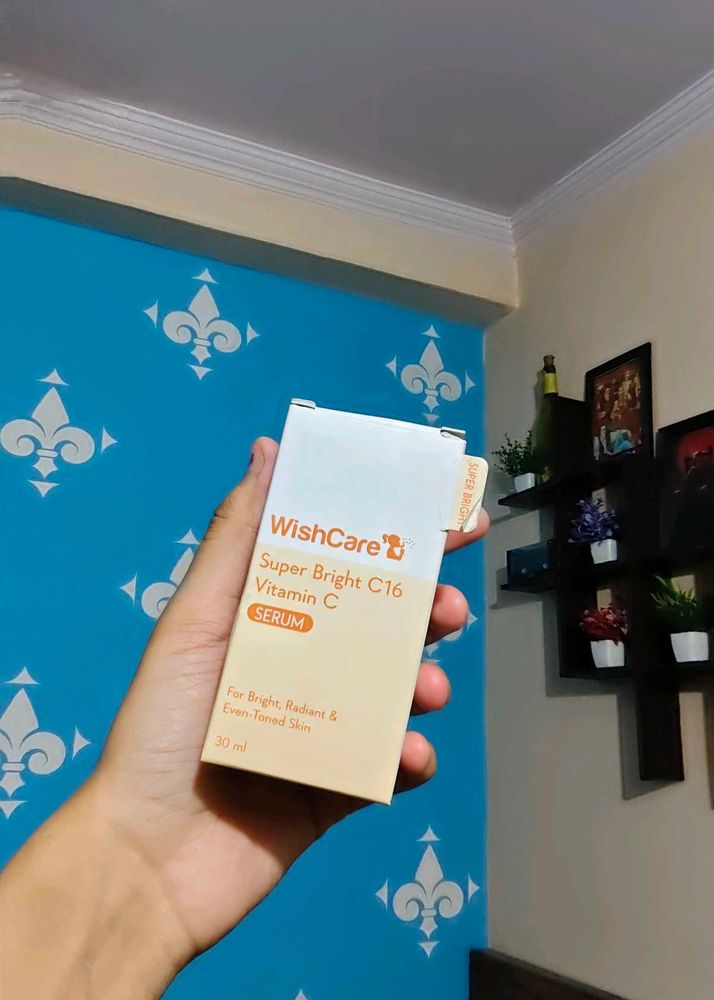 WishCare
Super Bright C16
Vitamin C
SERUM
For Bright, Radiant &
Even-Toned Skin
30 ml
SUPER BRIGHT